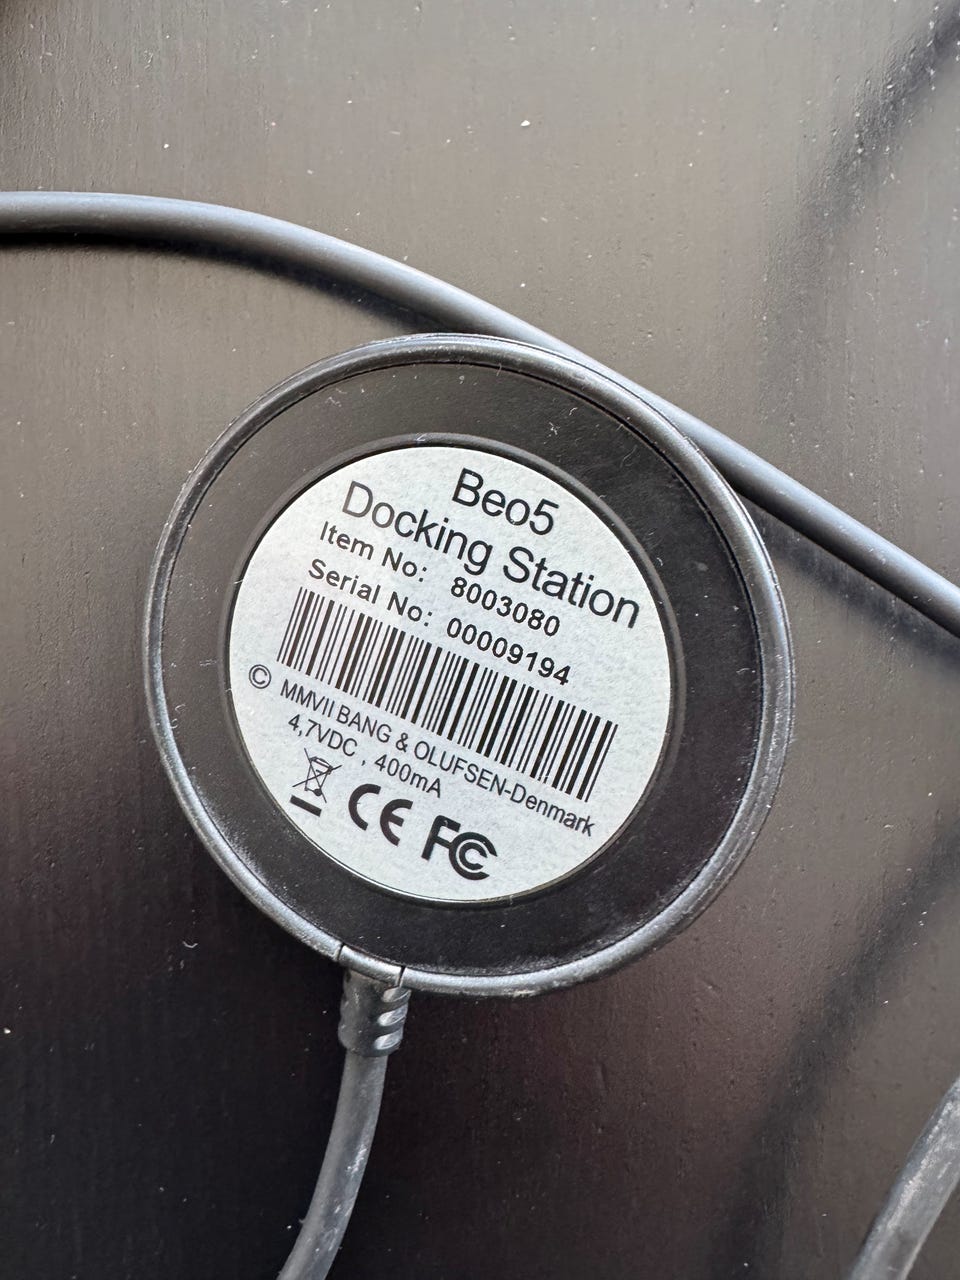 Beo5
Docking Station
Item No: 8003080
Serial No: 00009194
© MMVII BANG & OLUFSEN-Denmark
4,7VDC , 400mA
CE FC